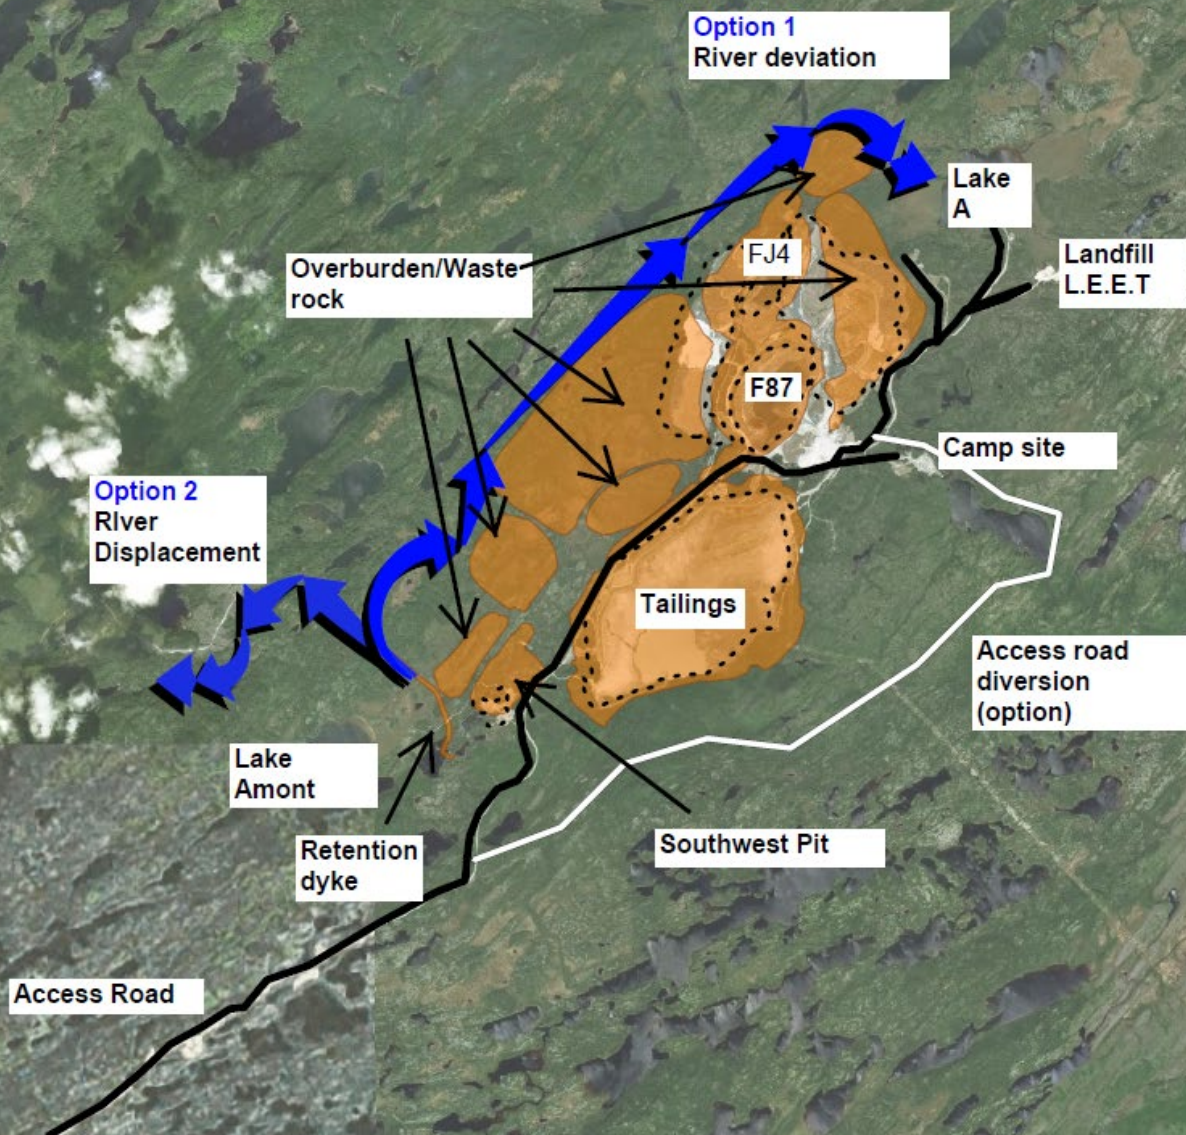 Option 1
River deviation
Lake
A
Landfill
L.E.E.T
FJ4
Overburden/Waste
rock
F87
Camp site
Option 2
RIver
Displacement
Tailings
Access road
diversion
(option)
Lake
Amont
Retention
dyke
Southwest Pit
Access Road